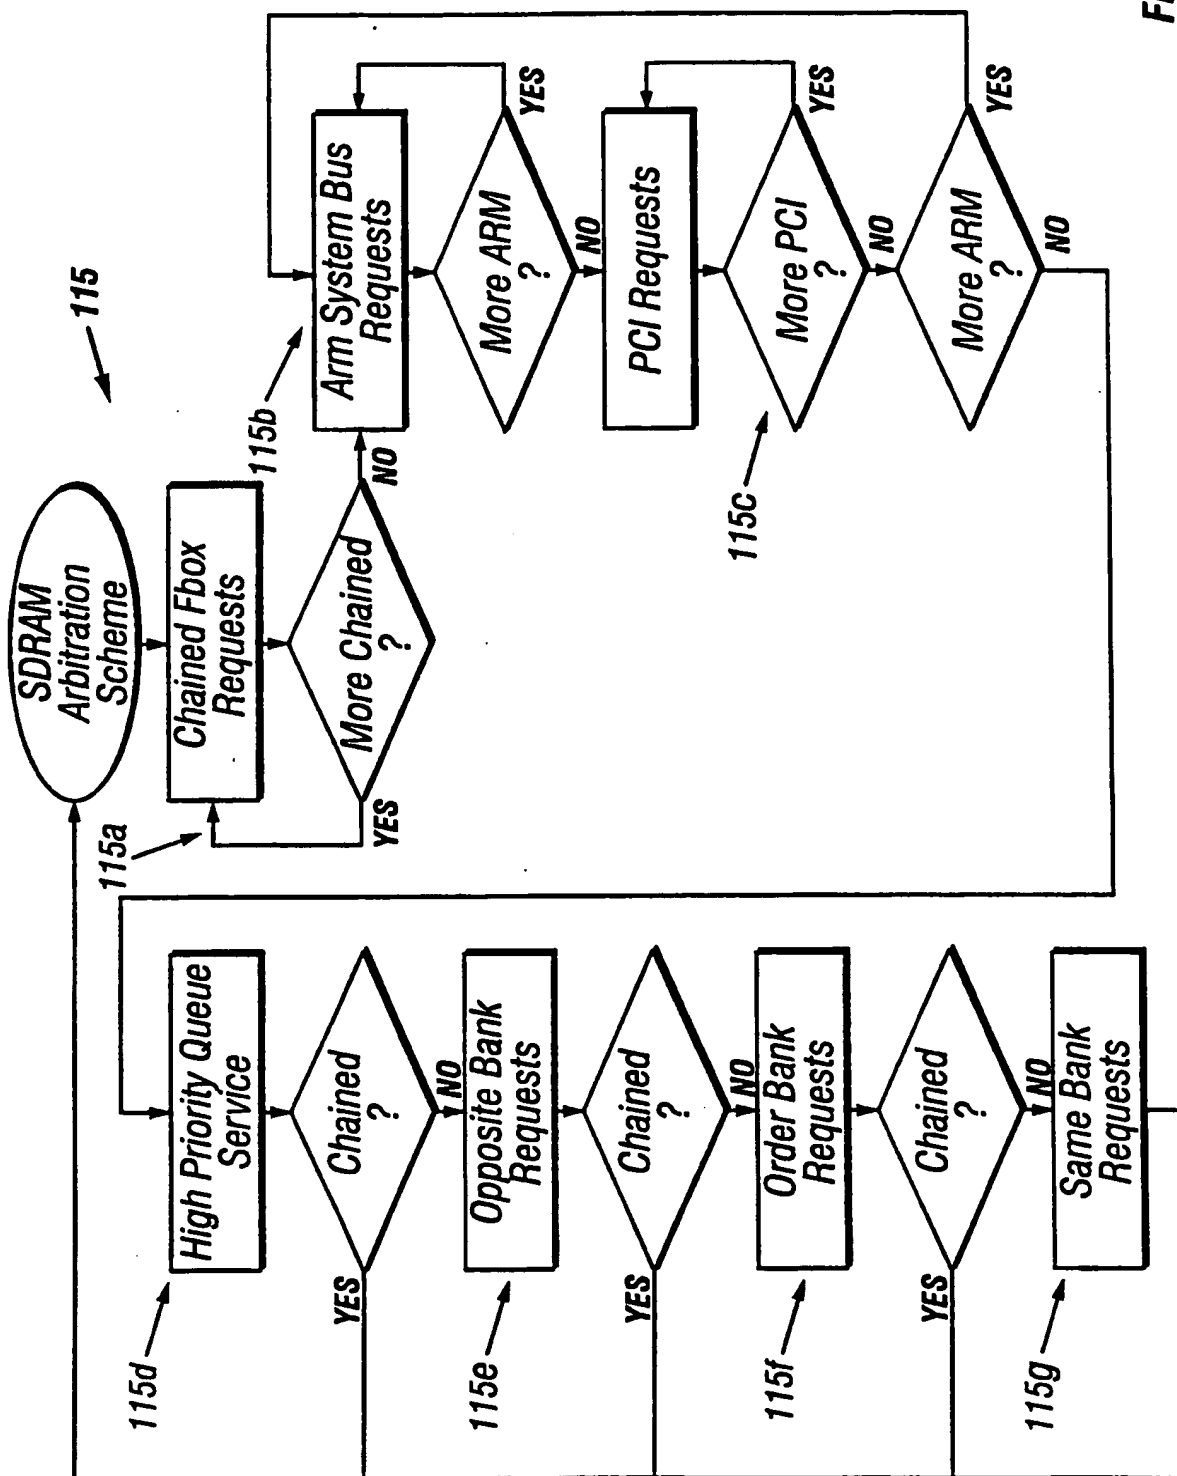 115
SDRAM
Arbitration
Scheme
115a
Chained Fbox
Requests
More Chained
?
YES
NO
115b
Arm System Bus
Requests
More ARM
?
YES
NO
PCI Requests
115c
More PCI
?
YES
NO
More ARM
?
YES
NO
115d
High Priority Queue
Service
Chained
?
YES
NO
115e
Opposite Bank
Requests
Chained
?
YES
NO
115f
Order Bank
Requests
Chained
?
YES
NO
115g
Same Bank
Requests